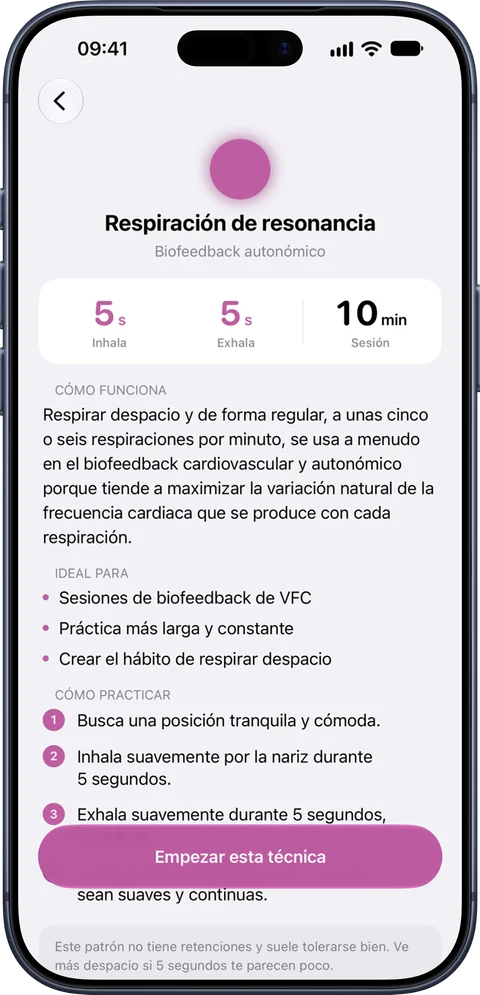 09:41
Respiración de resonancia
Biofeedback autonómico
5 s
Inhala
5 s
Exhala
10 min
Sesión
CÓMO FUNCIONA
Respirar despacio y de forma regular, a unas cinco
o seis respiraciones por minuto, se usa a menudo
en el biofeedback cardiovascular y autonómico
porque tiende a maximizar la variación natural de la
frecuencia cardiaca que se produce con cada
respiración.
IDEAL PARA
• Sesiones de biofeedback de VFC
• Práctica más larga y constante
• Crear el hábito de respirar despacio
CÓMO PRACTICAR
1 Busca una posición tranquila y cómoda.
2 Inhala suavemente por la nariz durante
5 segundos.
3 Exhala suavemente durante 5 segundos,
Empezar esta técnica
sean suaves y continuas.
Este patrón no tiene retenciones y suele tolerarse bien. Ve
más despacio si 5 segundos te parecen poco.